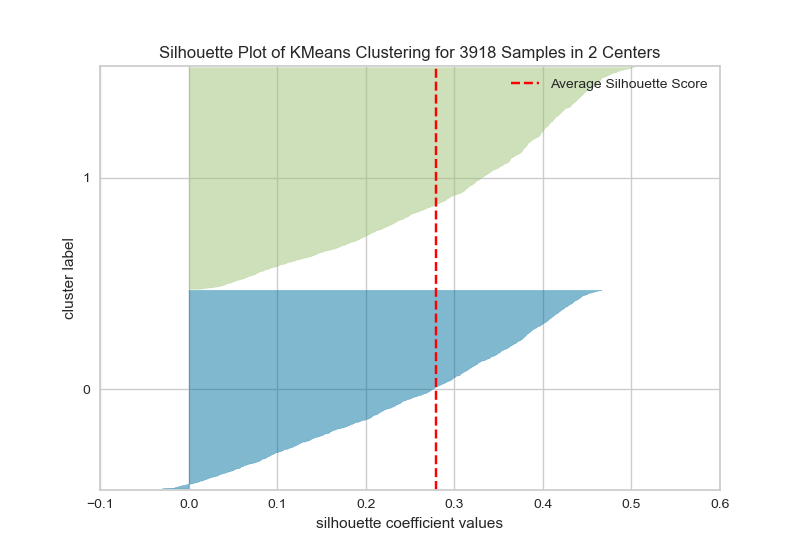 Silhouette Plot of KMeans Clustering for 3918 Samples in 2 Centers
Average Silhouette Score
1
0
cluster label
−0.1 0.0 0.1 0.2 0.3 0.4 0.5 0.6
silhouette coefficient values